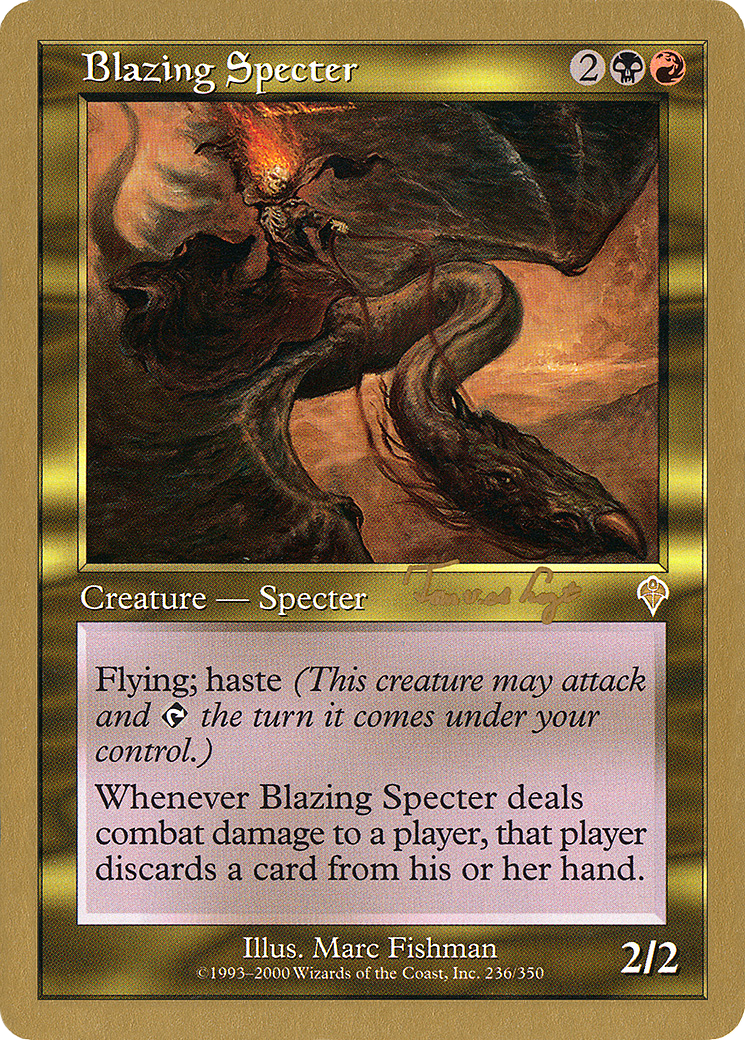 Blazing Specter 2
Creature — Specter
Flying; haste (This creature may attack
and the turn it comes under your
control.)
Whenever Blazing Specter deals
combat damage to a player, that player
discards a card from his or her hand.
Illus. Marc Fishman
©1993–2000 Wizards of the Coast, Inc. 236/350
2/2